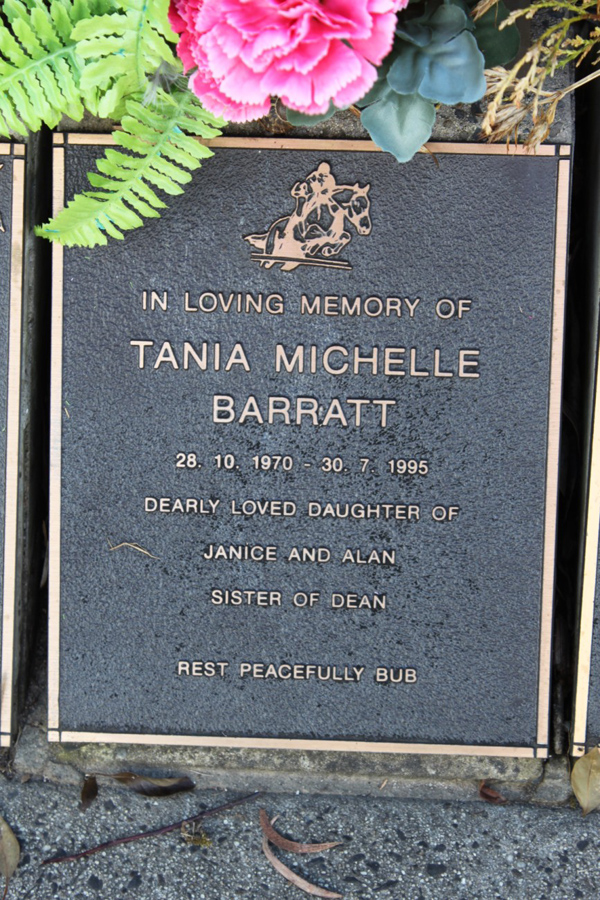 IN LOVING MEMORY OF
TANIA MICHELLE
BARRATT
28. 10. 1970 - 30. 7. 1995
DEARLY LOVED DAUGHTER OF
JANICE AND ALAN
SISTER OF DEAN
REST PEACEFULLY BUB